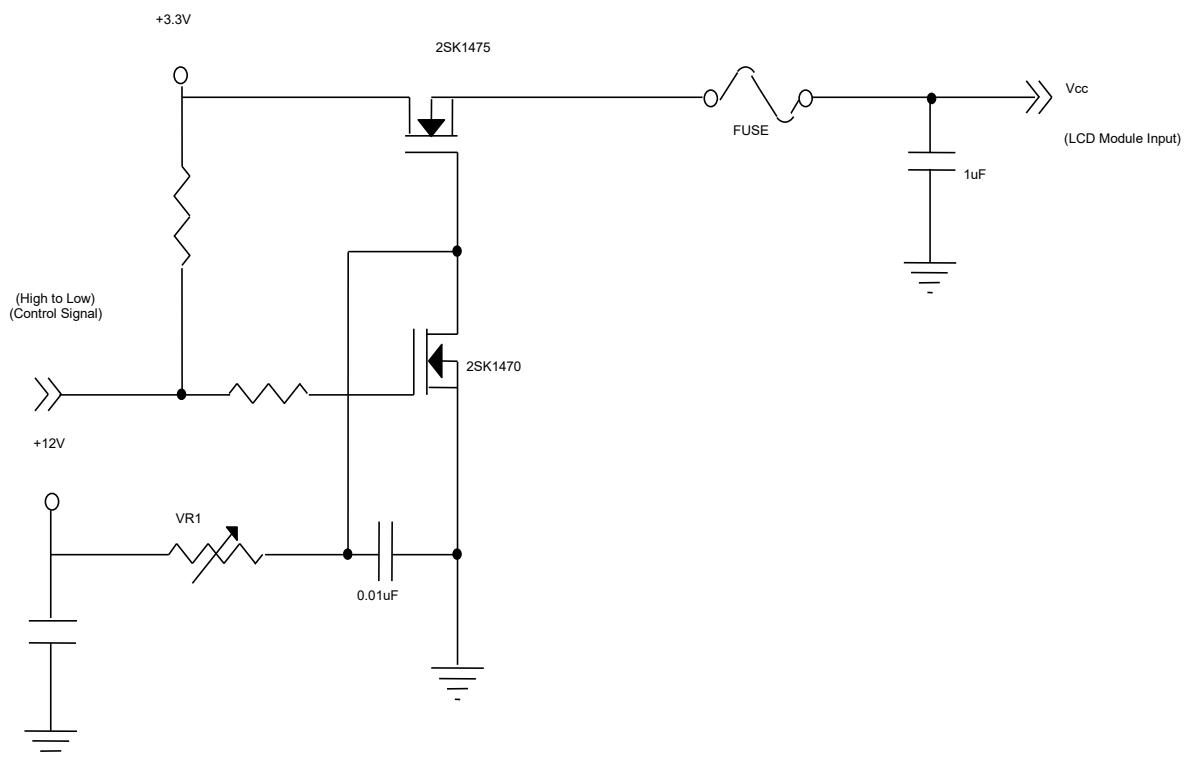 +3.3V
2SK1475
Vcc
FUSE
(LCD Module Input)
1uF
(High to Low)
(Control Signal)
2SK1470
+12V
VR1
0.01uF